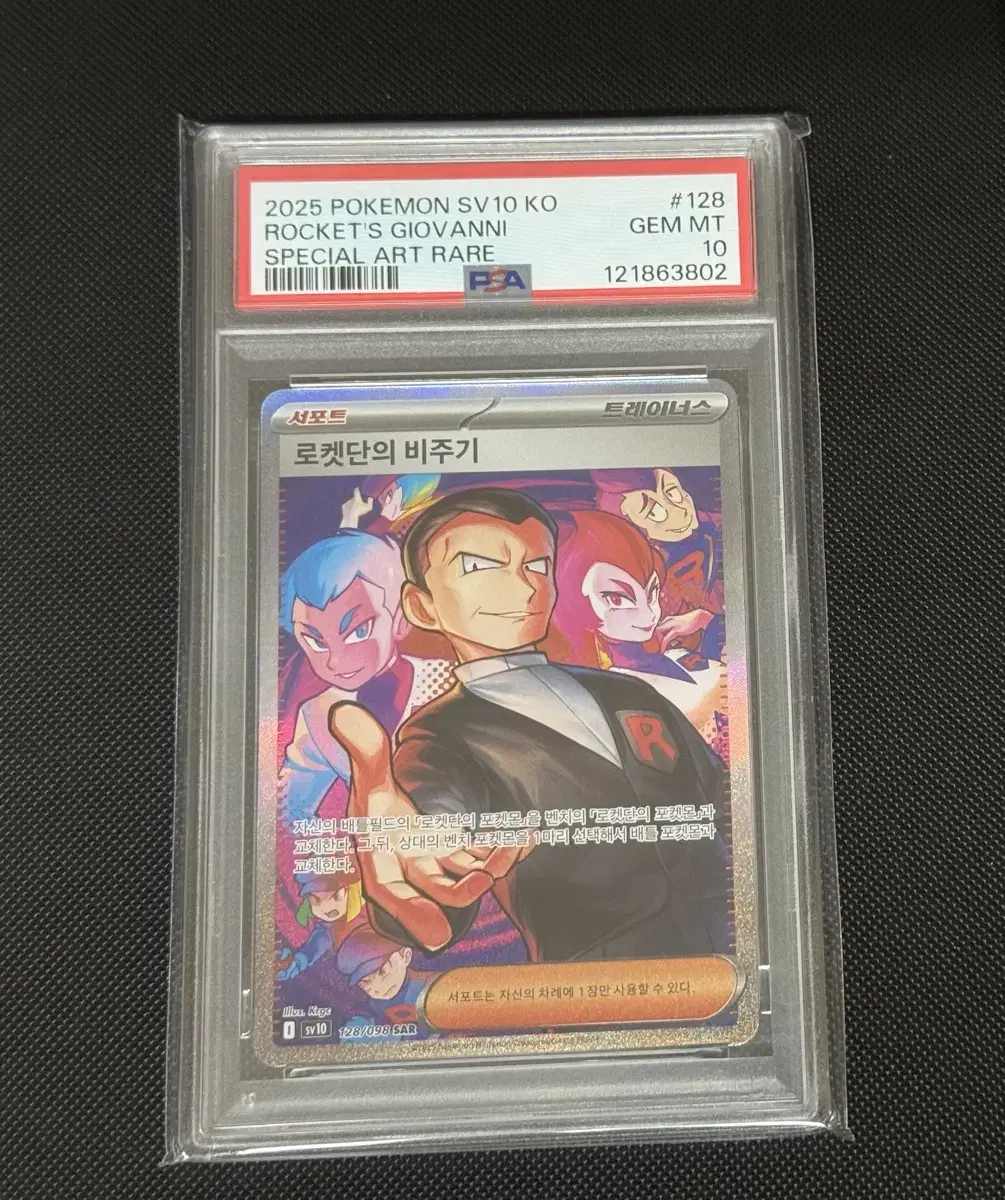 2025 POKEMON SV10 KO #128
ROCKET'S GIOVANNI GEM MT
SPECIAL ART RARE 10
PSA 121863802
서포트 트레이너스
로켓단의 비주기
R
자신의 배틀필드의 「로켓단의 포켓몬」을 벤치의 「로켓단의 포켓몬」과
교체한다. 그 뒤, 상대의 벤치 포켓몬을 1마리 선택해서 배틀 포켓몬과
교체한다.
서포트는 자신의 차례에 1장만 사용할 수 있다.
Illus. Krgc
sv10 128/098 SAR